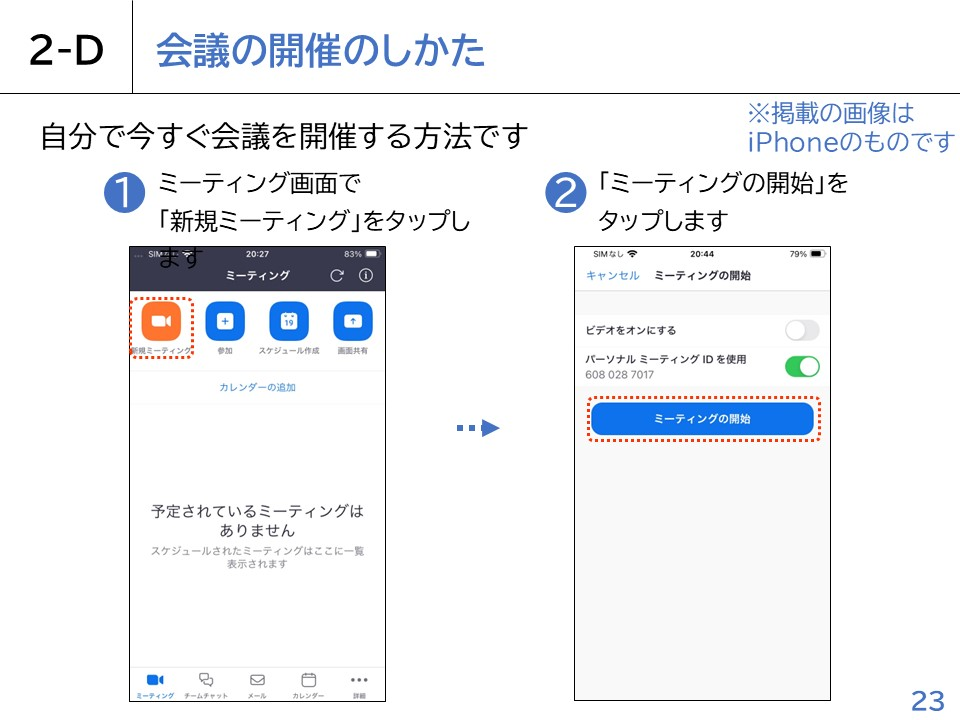 2-D
会議の開催のしかた
自分で今すぐ会議を開催する方法です
※掲載の画像は
iPhoneのものです
1
ミーティング画面で
「新規ミーティング」をタップし
ます
2
「ミーティングの開始」を
タップします
SIMなし 20:27 83%
ミーティング
新規ミーティング 参加 スケジュール作成 画面共有
19
カレンダーの追加
予定されているミーティングは
ありません
スケジュールされたミーティングはここに一覧
表示されます
ミーティング チームチャット メール カレンダー 詳細
SIMなし 20:44 79%
キャンセル ミーティングの開始
ビデオをオンにする
パーソナル ミーティング ID を使用
608 028 7017
ミーティングの開始
23